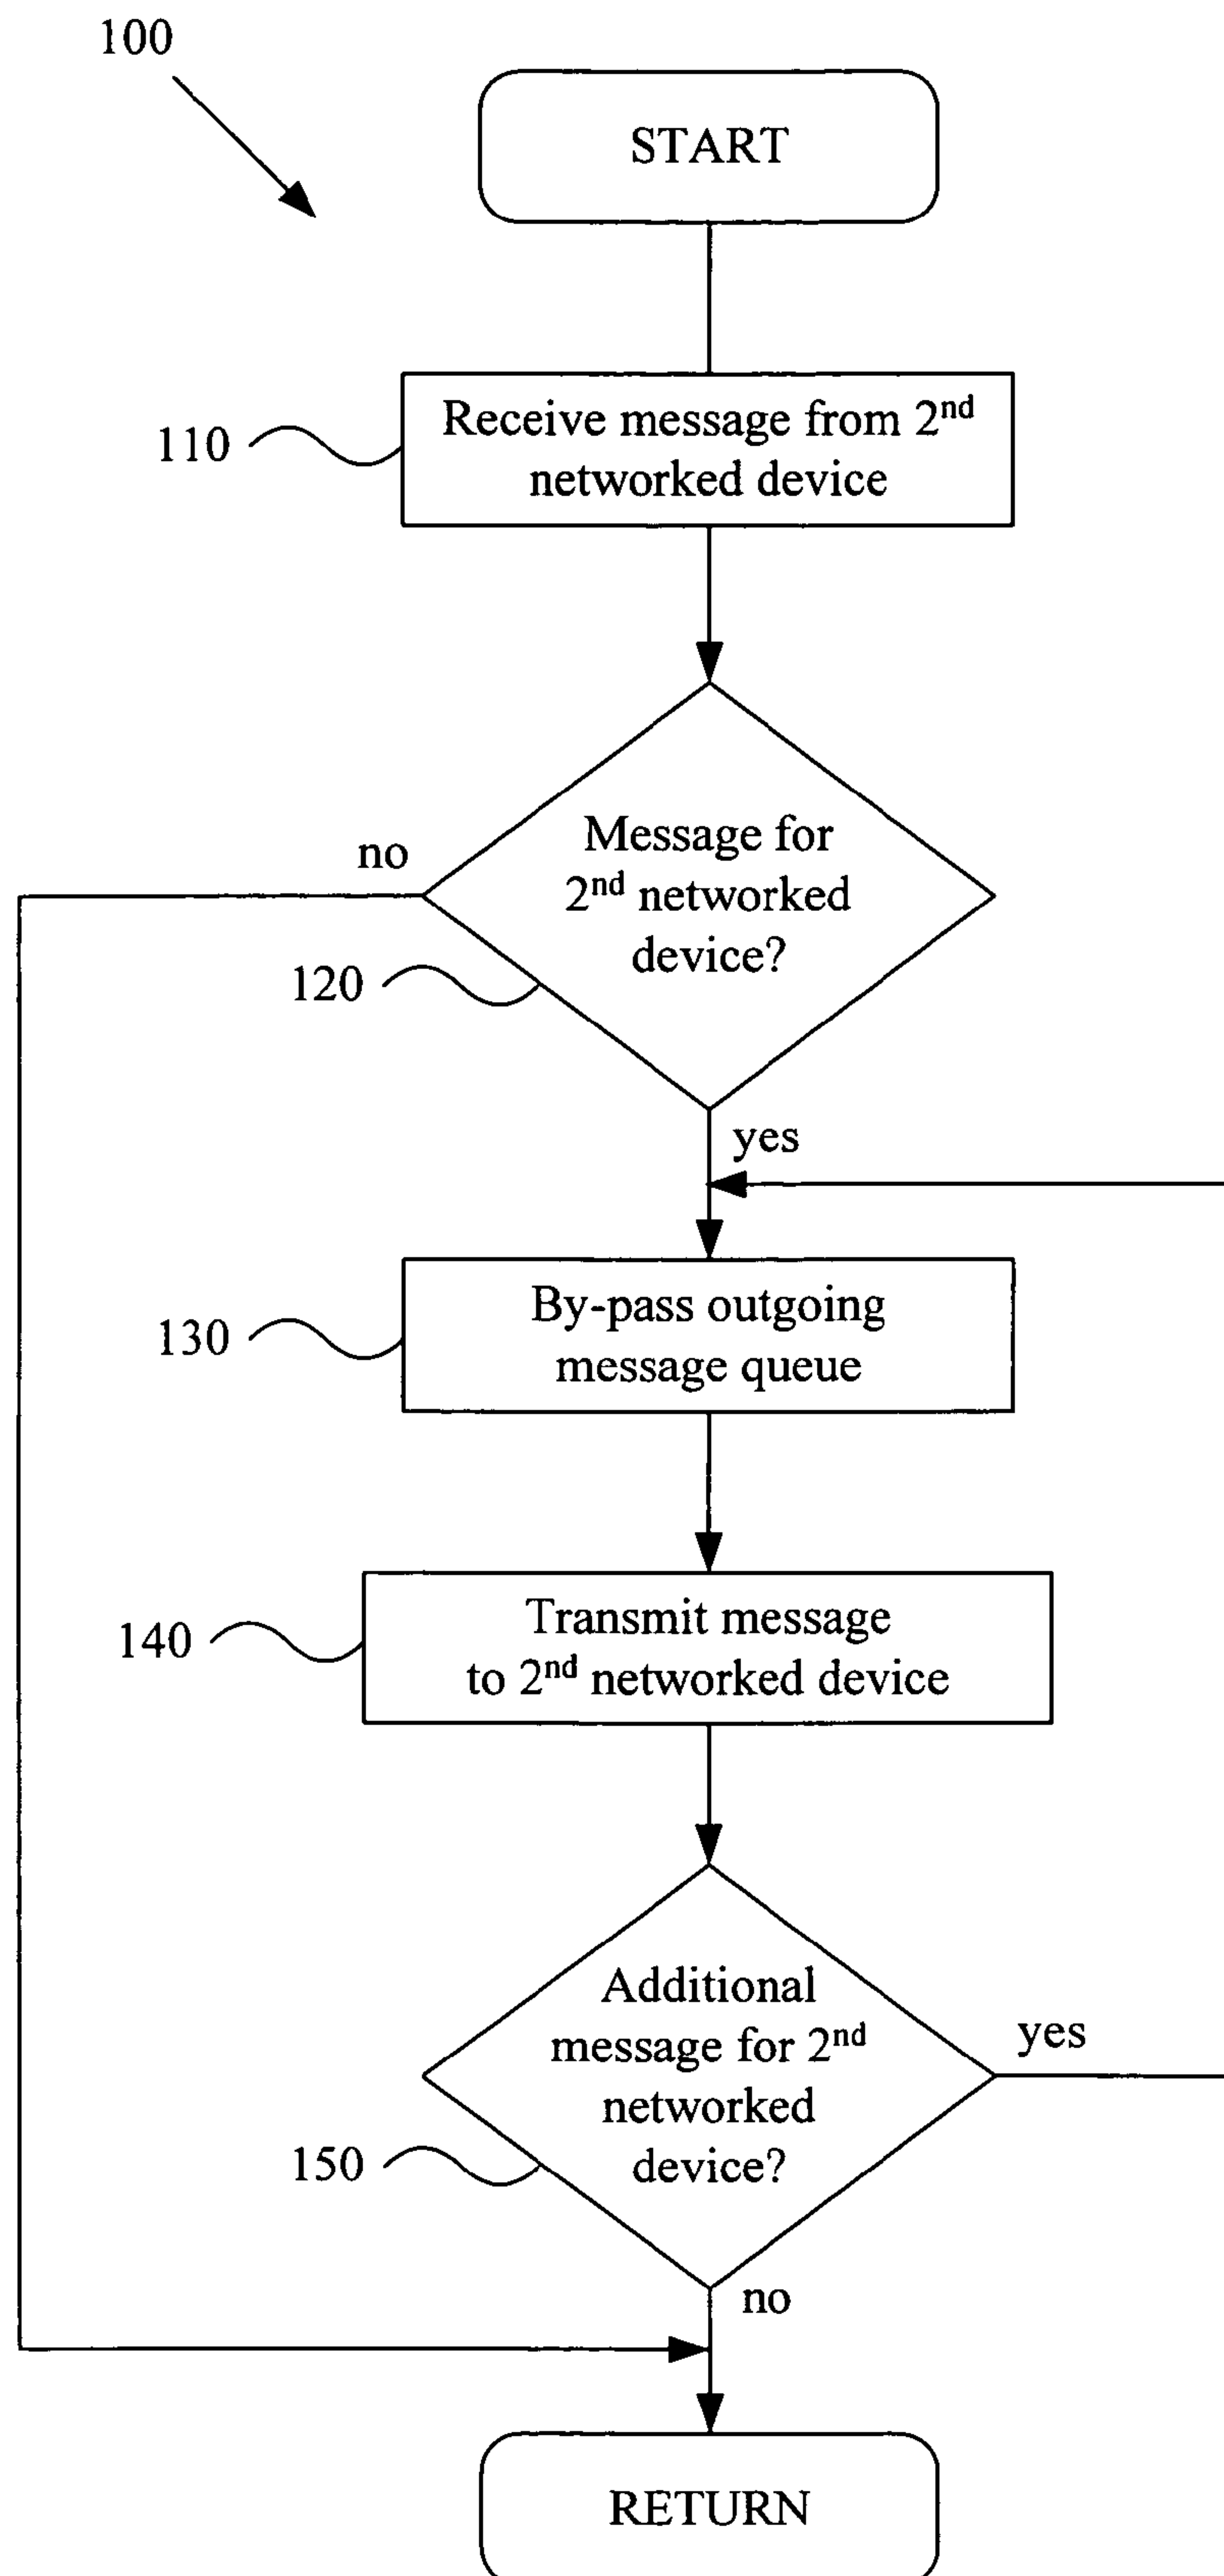 100
START
110
Receive message from 2nd
networked device
no
Message for
2nd networked
device?
120
yes
130
By-pass outgoing
message queue
140
Transmit message
to 2nd networked device
Additional
message for 2nd
networked
device?
yes
150
no
RETURN